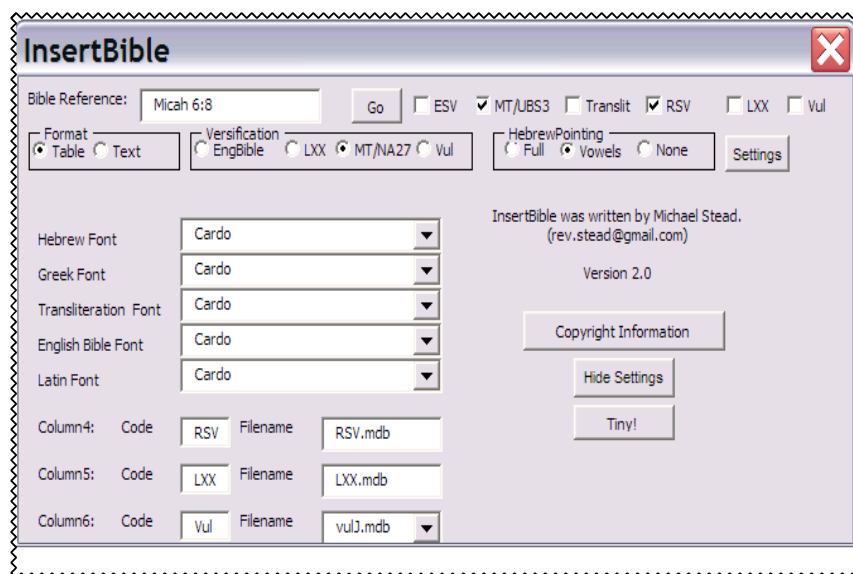 InsertBible
Bible Reference: Micah 6:8 Go ESV MT/UBS3 Translit RSV LXX Vul
Format Versification HebrewPointing
Table Text EngBible LXX MT/NA27 Vul Full Vowels None Settings
InsertBible was written by Michael Stead.
(rev.stead@gmail.com)
Hebrew Font Cardo
Greek Font Cardo Version 2.0
Transliteration Font Cardo
English Bible Font Cardo Copyright Information
Latin Font Cardo Hide Settings
Column4: Code RSV Filename RSV.mdb Tiny!
Column5: Code LXX Filename LXX.mdb
Column6: Code Vul Filename vulJ.mdb